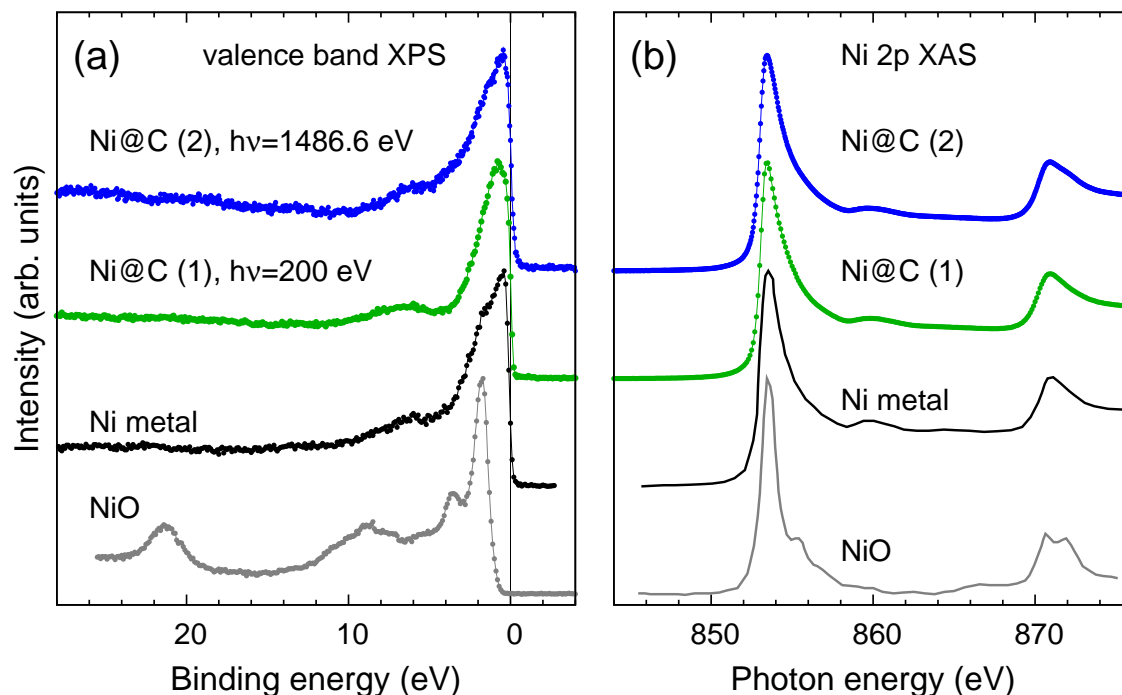 (a)
valence band XPS
Ni@C (2), hν=1486.6 eV
Ni@C (1), hν=200 eV
Ni metal
NiO
Intensity (arb. units)
20 10 0
Binding energy (eV)
(b)
Ni 2p XAS
Ni@C (2)
Ni@C (1)
Ni metal
NiO
850 860 870
Photon energy (eV)